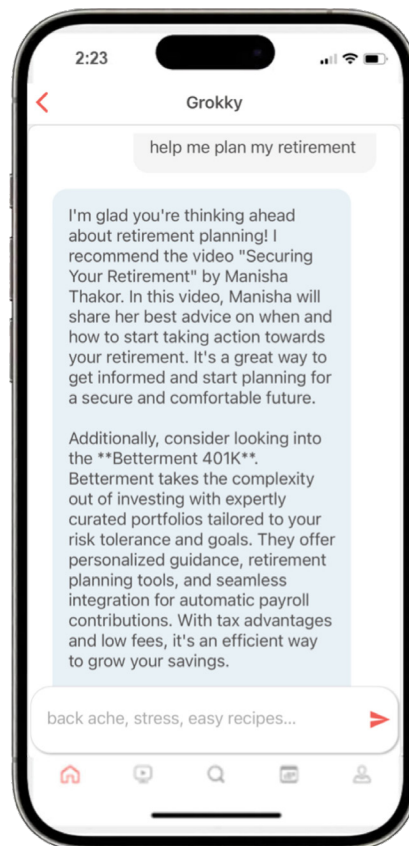 2:23
Grokky
help me plan my retirement
I'm glad you're thinking ahead
about retirement planning! I
recommend the video "Securing
Your Retirement" by Manisha
Thakor. In this video, Manisha will
share her best advice on when and
how to start taking action towards
your retirement. It's a great way to
get informed and start planning for
a secure and comfortable future.
Additionally, consider looking into
the **Betterment 401K**.
Betterment takes the complexity
out of investing with expertly
curated portfolios tailored to your
risk tolerance and goals. They offer
personalized guidance, retirement
planning tools, and seamless
integration for automatic payroll
contributions. With tax advantages
and low fees, it's an efficient way
to grow your savings.
back ache, stress, easy recipes...